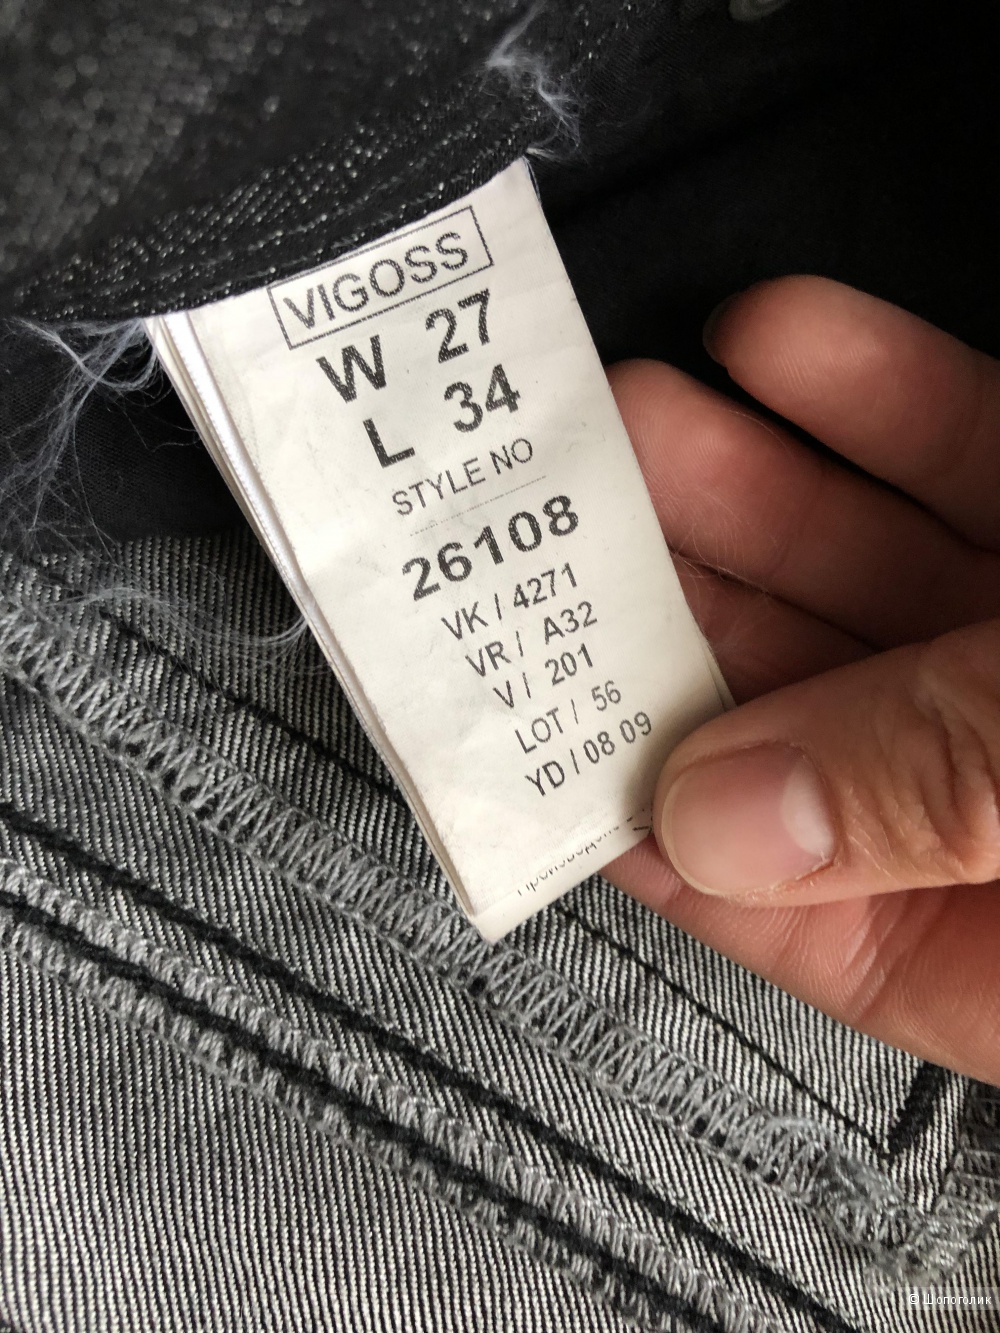 VIGOSS
W 27
L 34
STYLE NO
26108
VK / 4271
VR / A32
V / 201
LOT / 56
YD / 08 09
© Шопоголик